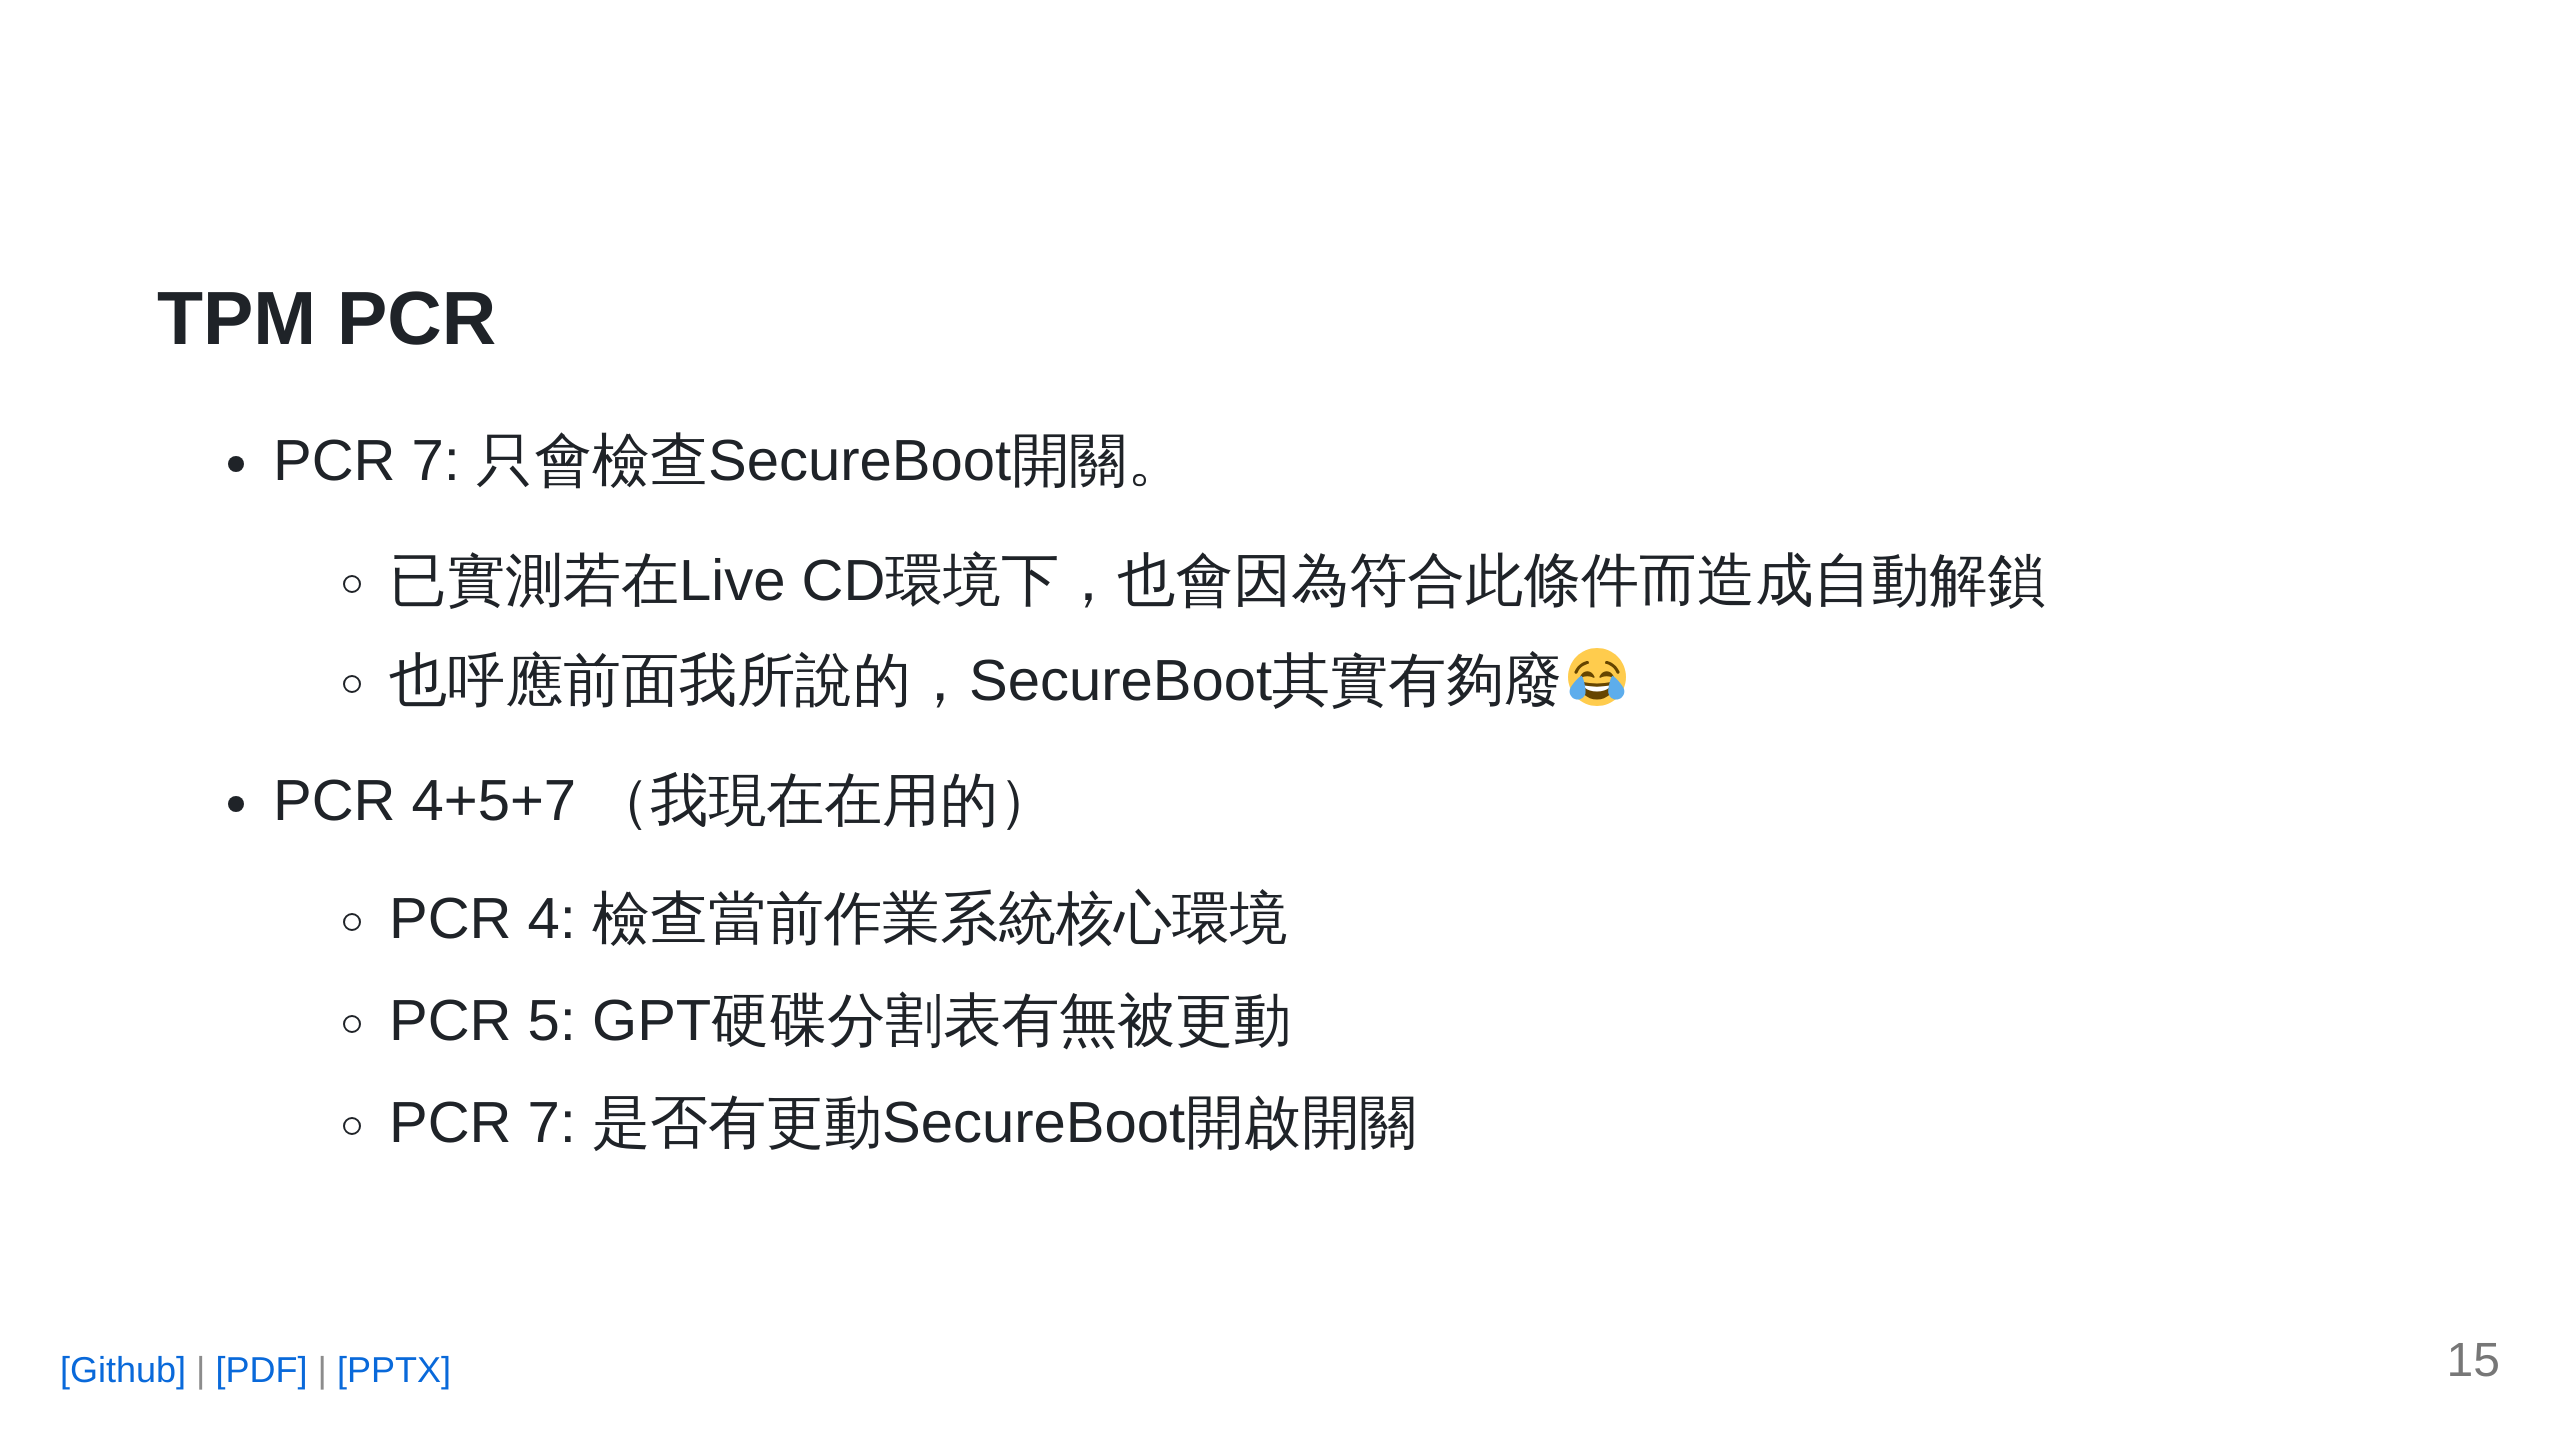 TPM PCR
• PCR 7: 只會檢查SecureBoot開關。
◦ 已實測若在Live CD環境下，也會因為符合此條件而造成自動解鎖
◦ 也呼應前面我所說的，SecureBoot其實有夠廢😂
• PCR 4+5+7 （我現在在用的）
◦ PCR 4: 檢查當前作業系統核心環境
◦ PCR 5: GPT硬碟分割表有無被更動
◦ PCR 7: 是否有更動SecureBoot開啟開關
[Github] | [PDF] | [PPTX]
15